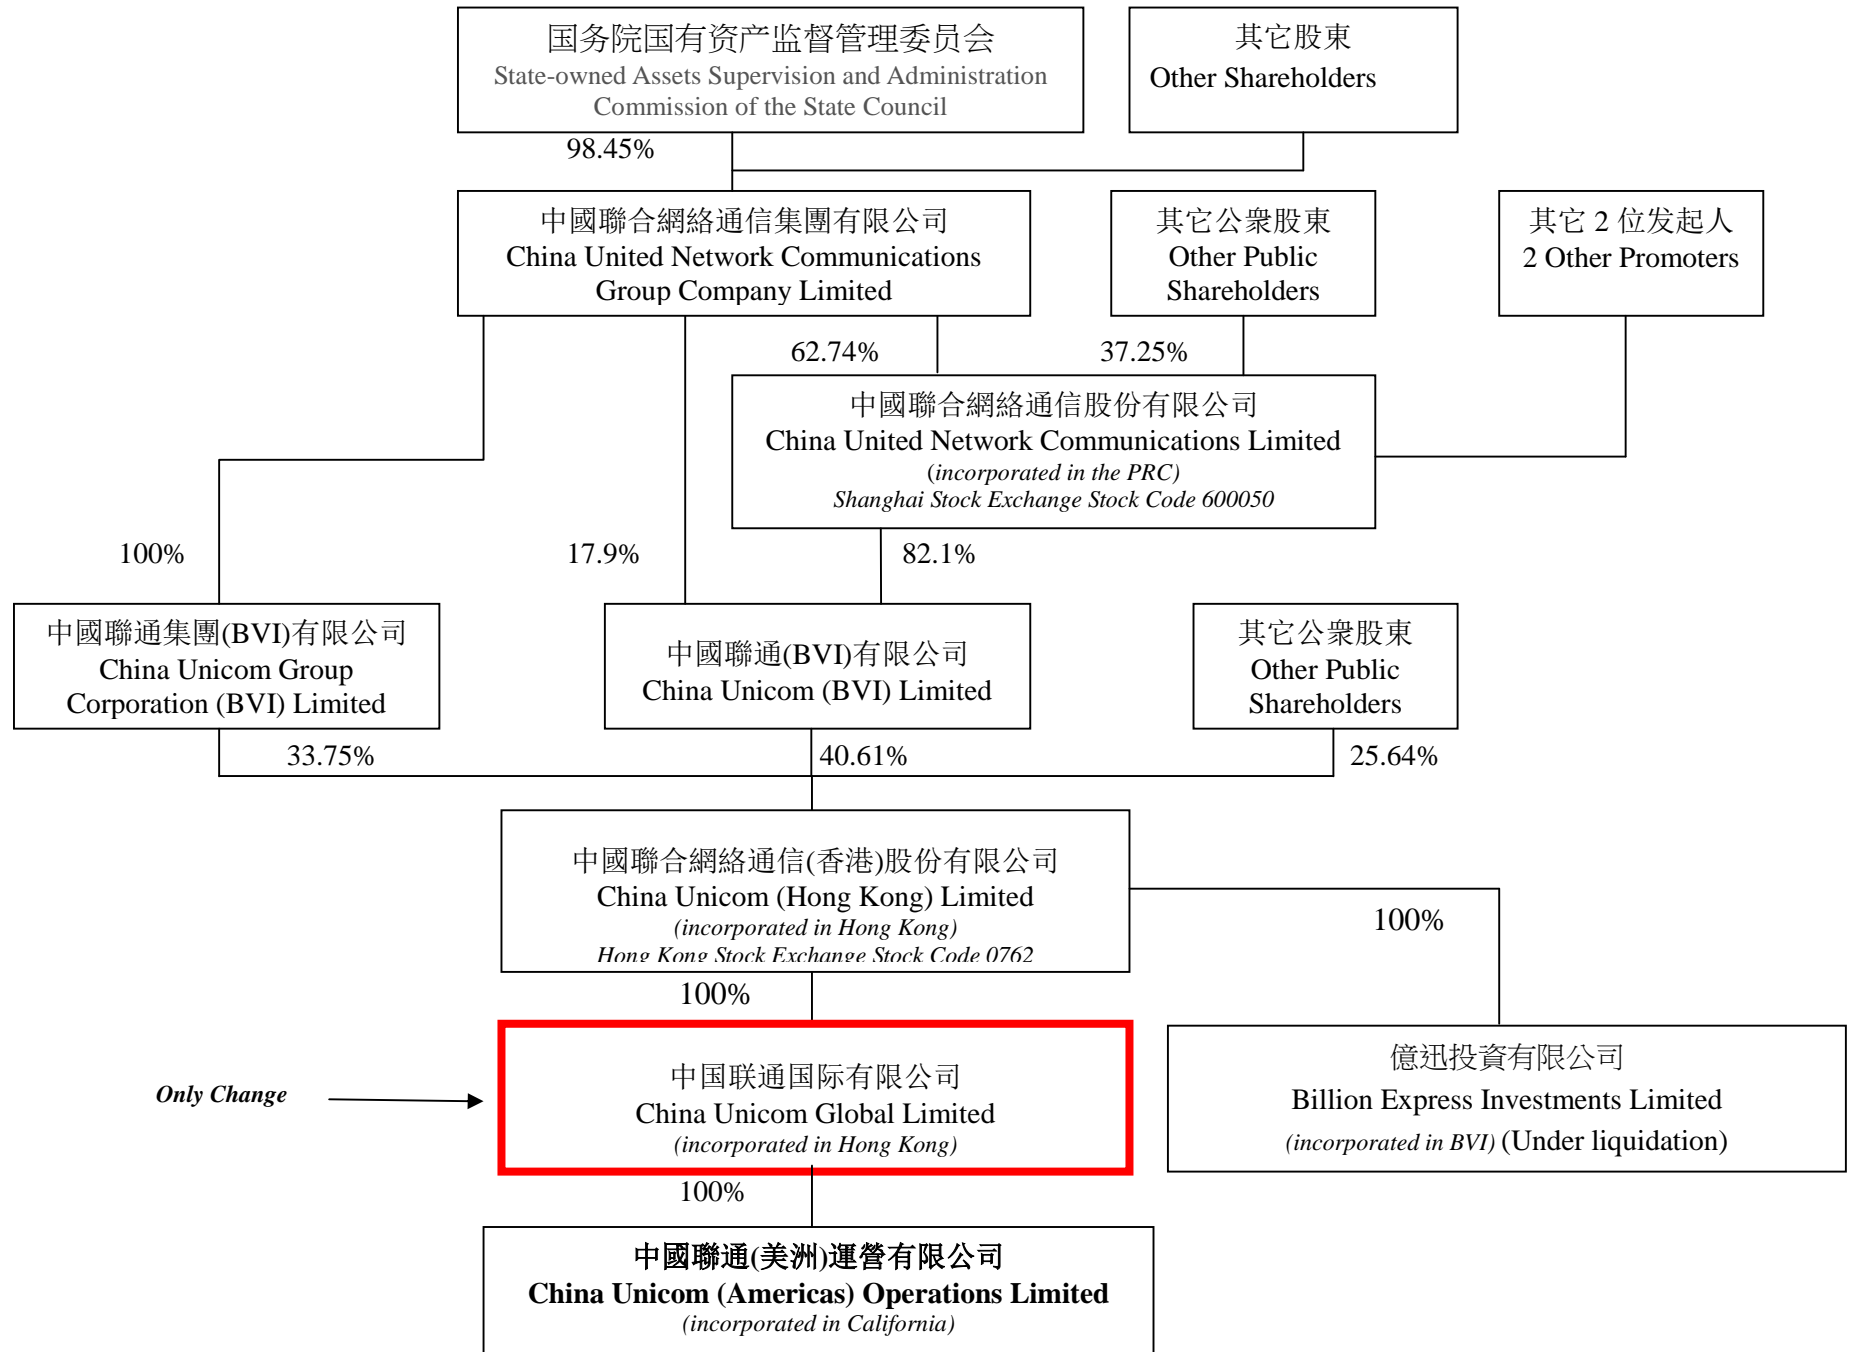 国务院国有资产监督管理委员会
State-owned Assets Supervision and Administration
Commission of the State Council
其它股東
Other Shareholders
98.45%
中國聯合網絡通信集團有限公司
China United Network Communications
Group Company Limited
其它公衆股東
Other Public
Shareholders
其它 2 位发起人
2 Other Promoters
62.74%
37.25%
中國聯合網絡通信股份有限公司
China United Network Communications Limited
(incorporated in the PRC)
Shanghai Stock Exchange Stock Code 600050
100%
17.9%
82.1%
中國聯通集團(BVI)有限公司
China Unicom Group
Corporation (BVI) Limited
中國聯通(BVI)有限公司
China Unicom (BVI) Limited
其它公衆股東
Other Public
Shareholders
33.75%
40.61%
25.64%
中國聯合網絡通信(香港)股份有限公司
China Unicom (Hong Kong) Limited
(incorporated in Hong Kong)
Hong Kong Stock Exchange Stock Code 0762
100%
100%
Only Change
中国联通国际有限公司
China Unicom Global Limited
(incorporated in Hong Kong)
億迅投資有限公司
Billion Express Investments Limited
(incorporated in BVI) (Under liquidation)
100%
中國聯通(美洲)運營有限公司
China Unicom (Americas) Operations Limited
(incorporated in California)